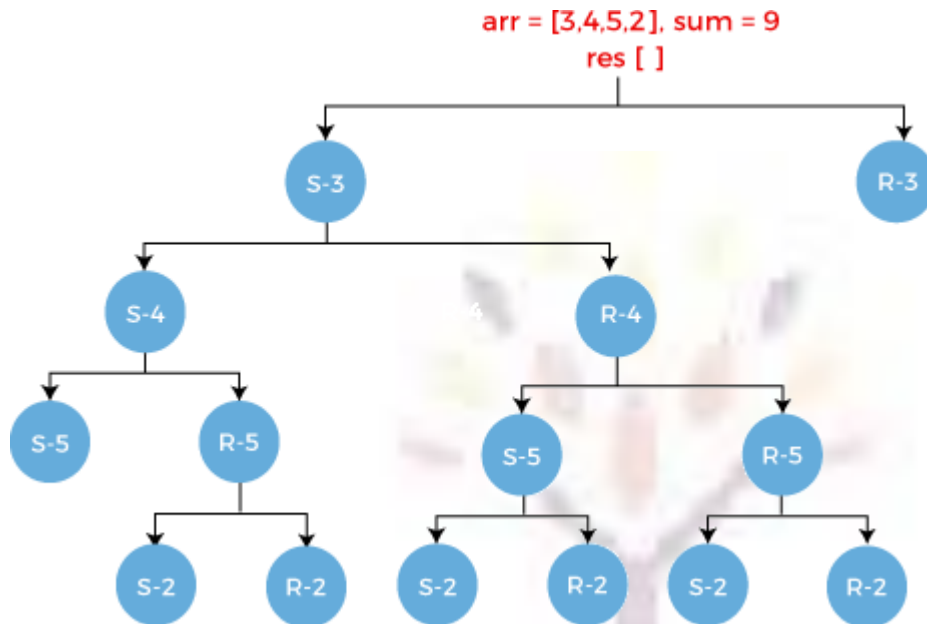 arr = [3,4,5,2], sum = 9
res [ ]
S-3
R-3
S-4
4
R-4
S-5
R-5
S-5
R-5
S-2
R-2
S-2
R-2
S-2
R-2